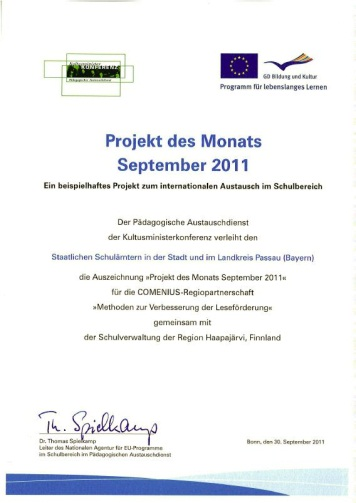 Kultusminister
KONFERENZ
Pädagogischer Austauschdienst
GD Bildung und Kultur
Programm für lebenslanges Lernen
Projekt des Monats
September 2011
Ein beispielhaftes Projekt zum internationalen Austausch im Schulbereich
Der Pädagogische Austauschdienst
der Kultusministerkonferenz verleiht den
Staatlichen Schulämtern in der Stadt und im Landkreis Passau (Bayern)
die Auszeichnung »Projekt des Monats September 2011«
für die COMENIUS-Regiopartnerschaft
»Methoden zur Verbesserung der Leseförderung«
gemeinsam mit
der Schulverwaltung der Region Haapajärvi, Finnland
Th. Spielkamp
Dr. Thomas Spielkamp
Leiter des Nationalen Agentur für EU-Programme
im Schulbereich im Pädagogischen Austauschdienst
Bonn, den 30. September 2011